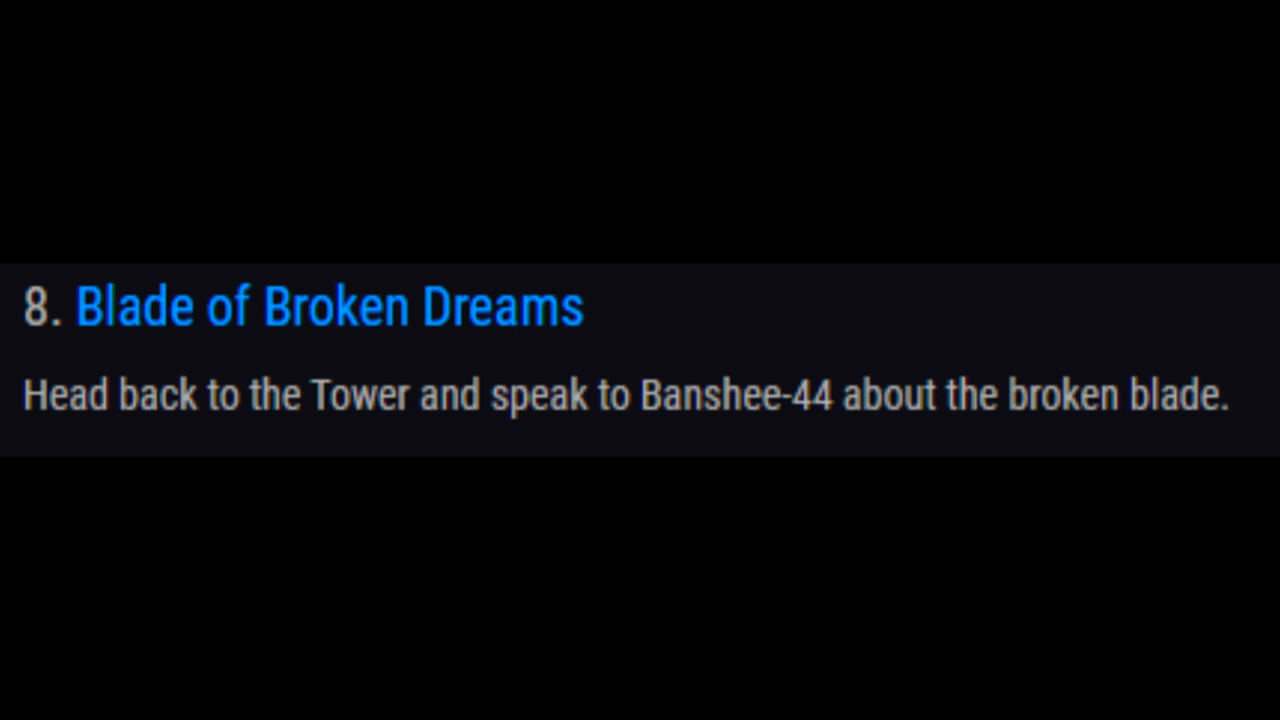 8. Blade of Broken Dreams
Head back to the Tower and speak to Banshee-44 about the broken blade.